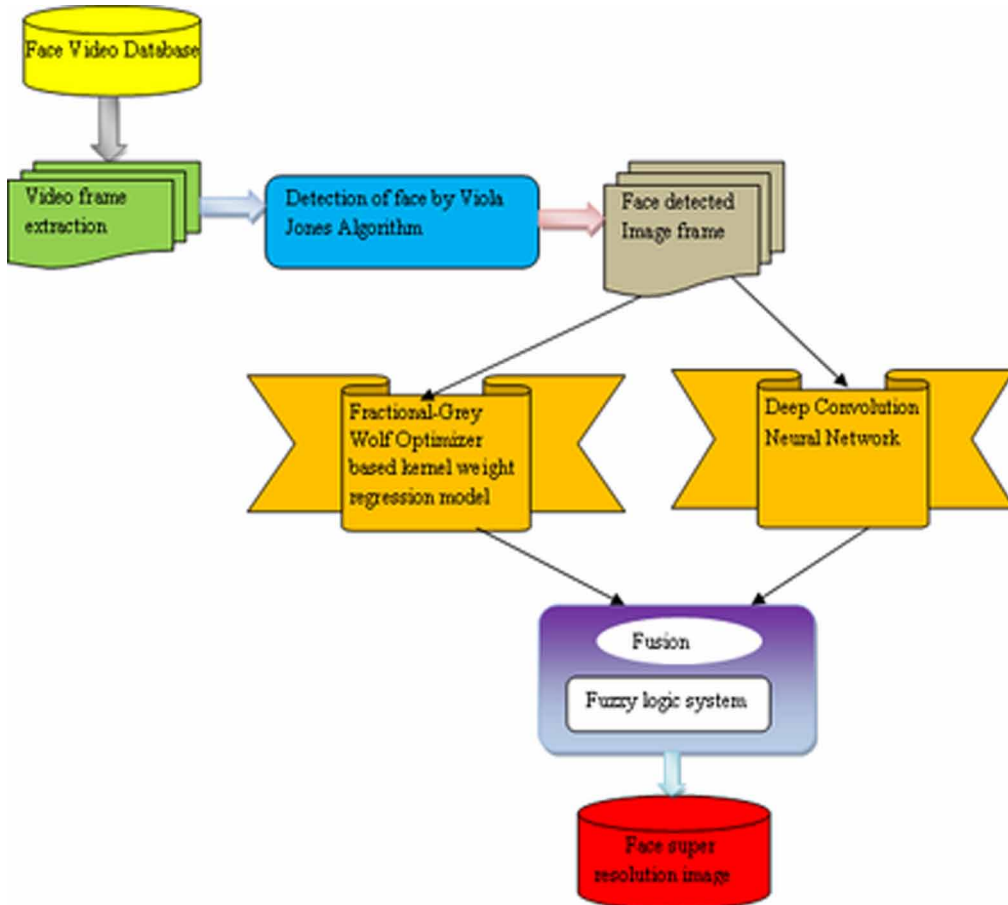 Face Video Database
Video frame
extraction
Detection of face by Viola
Jones Algorithm
Face detected
Image frame
Fractional-Grey
Wolf Optimizer
based kernel weight
regression model
Deep Convolution
Neural Network
Fusion
Fuzzy logic system
Face super
resolution image